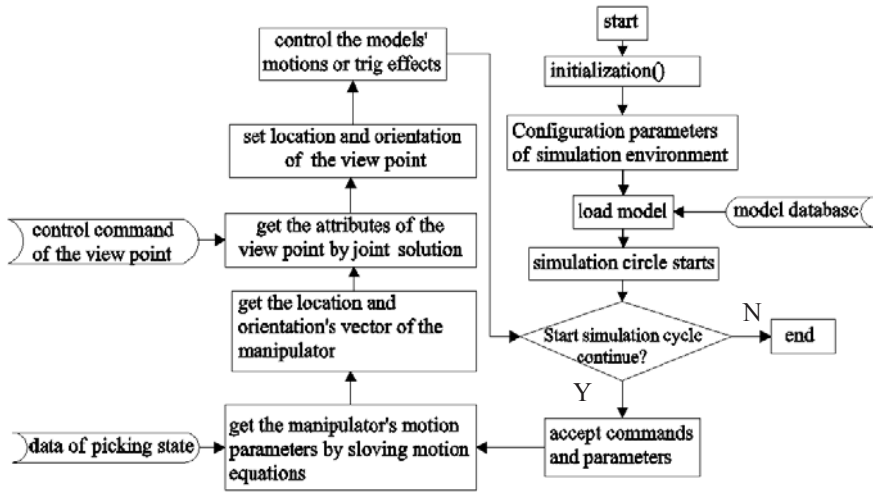 start
initialization()
Configuration parameters
of simulation environment
load model
model database
simulation circle starts
Start simulation cycle
continue?
N
end
Y
accept commands
and parameters
get the manipulator's motion
parameters by sloving motion
equations
data of picking state
get the location and
orientation's vector of the
manipulator
get the attributes of the
view point by joint solution
control command
of the view point
set location and orientation
of the view point
control the models'
motions or trig effects